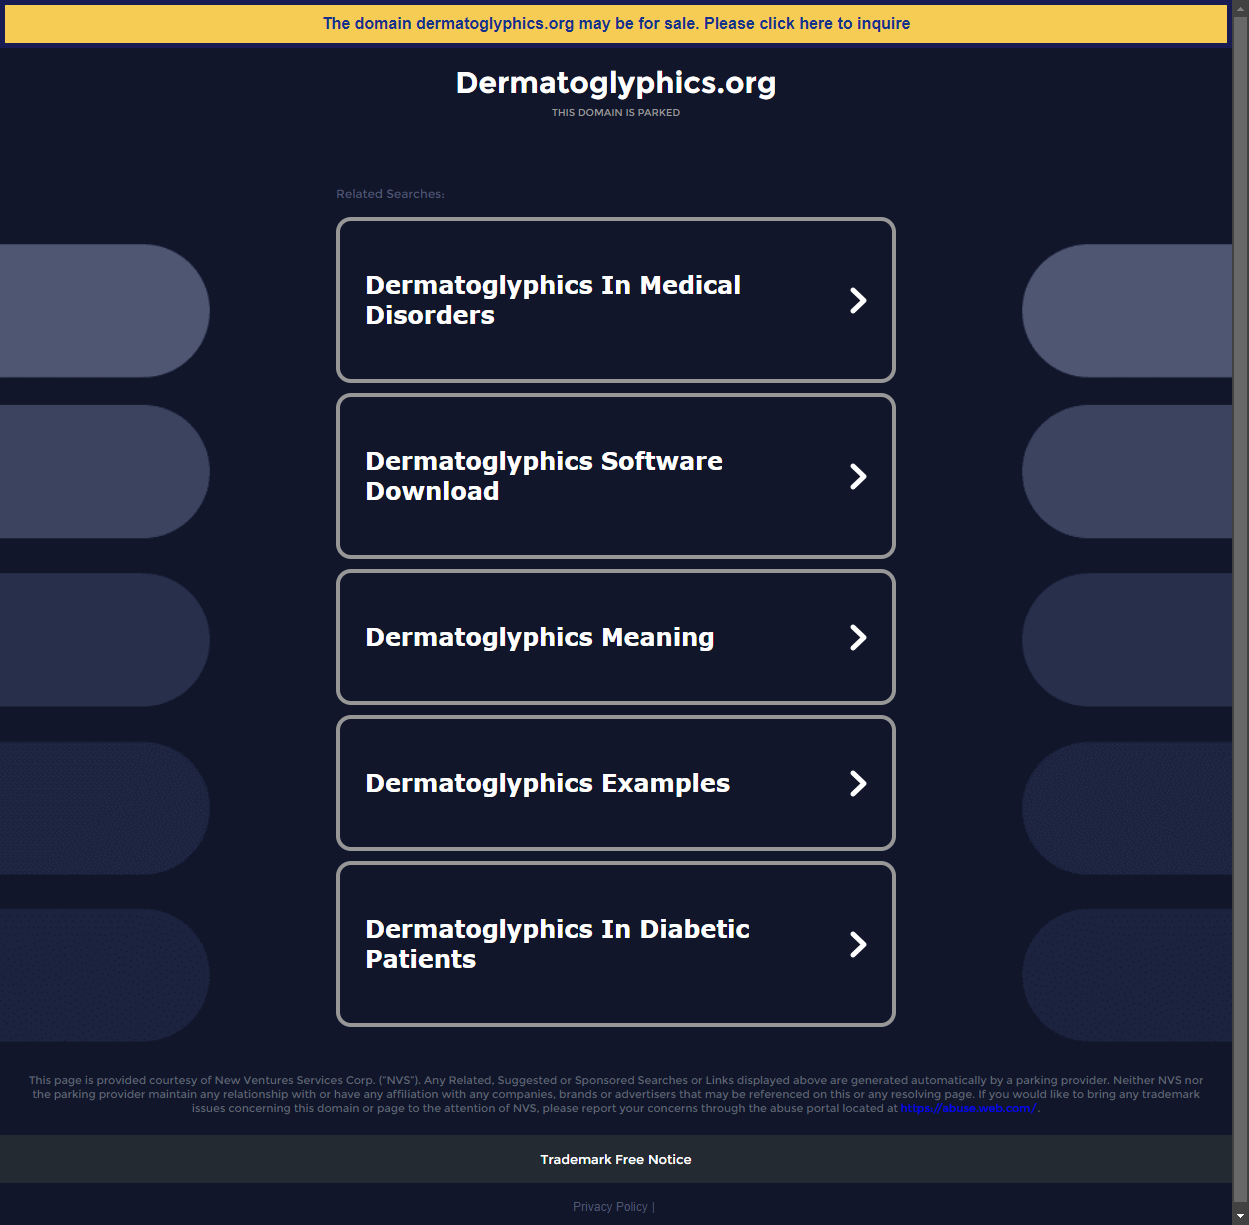 The domain dermatoglyphics.org may be for sale. Please click here to inquire
Dermatoglyphics.org
THIS DOMAIN IS PARKED
Related Searches:
Dermatoglyphics In Medical
Disorders
Dermatoglyphics Software
Download
Dermatoglyphics Meaning
Dermatoglyphics Examples
Dermatoglyphics In Diabetic
Patients
This page is provided courtesy of New Ventures Services Corp. ("NVS"). Any Related, Suggested or Sponsored Searches or Links displayed above are generated automatically by a parking provider. Neither NVS nor
the parking provider maintain any relationship with or have any affiliation with any companies, brands or advertisers that may be referenced on this or any resolving page. If you would like to bring any trademark
issues concerning this domain or page to the attention of NVS, please report your concerns through the abuse portal located at https://abuse.web.com/.
Trademark Free Notice
Privacy Policy |